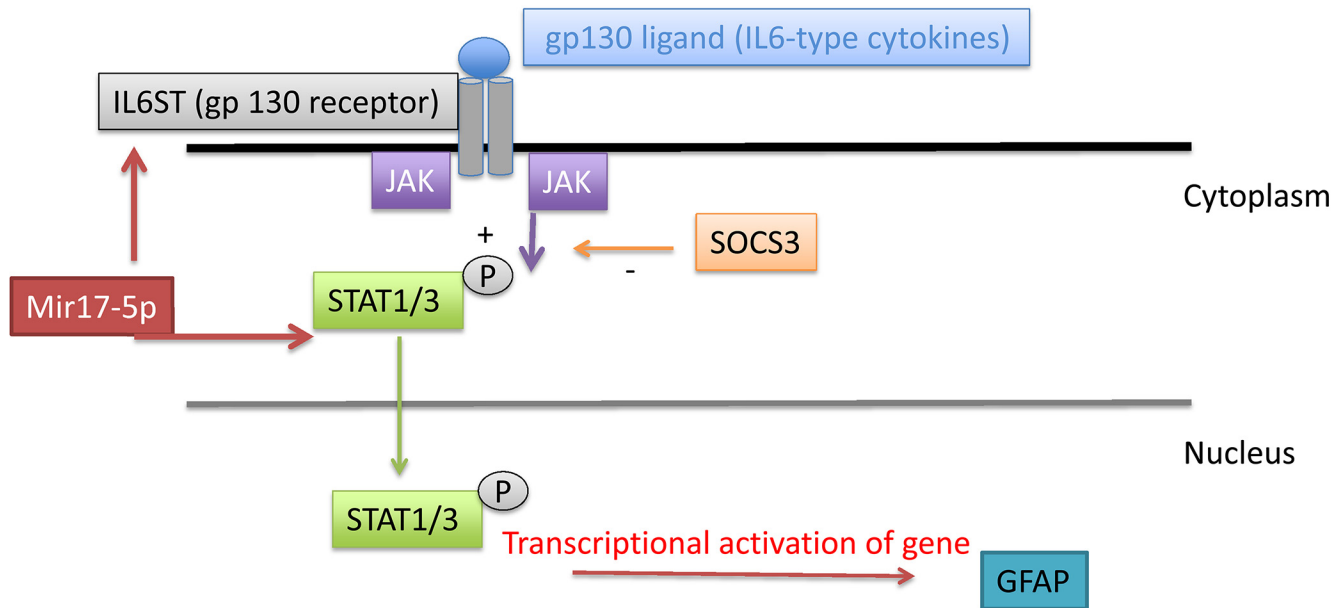 gp130 ligand (IL6-type cytokines)
IL6ST (gp 130 receptor)
JAK
JAK
Cytoplasm
+
SOCS3
-
P
STAT1/3
Mir17-5p
Nucleus
P
STAT1/3
Transcriptional activation of gene
GFAP